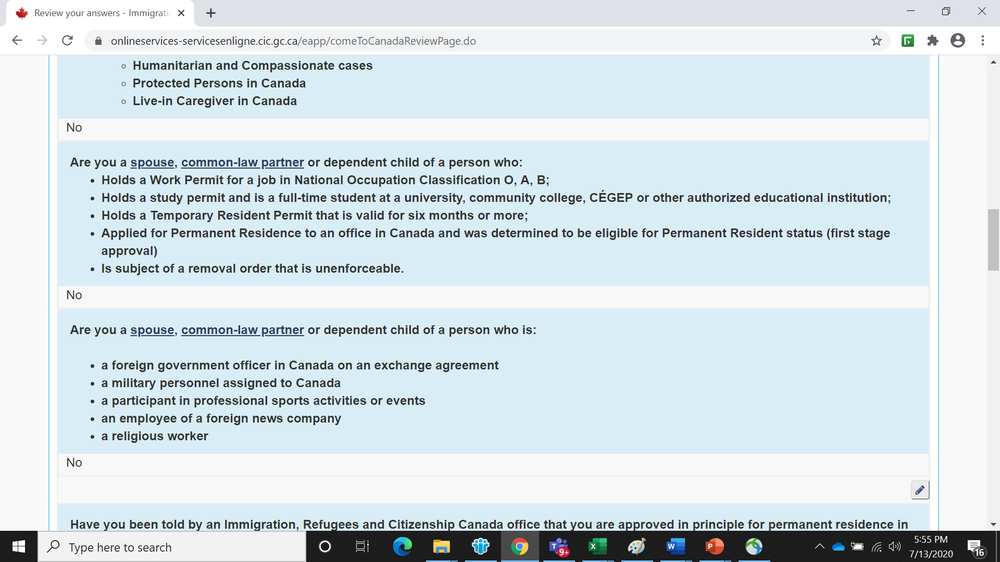 Review your answers - Immigrati
onlineservices-servicesenligne.cic.gc.ca/eapp/comeToCanadaReviewPage.do
Humanitarian and Compassionate cases
Protected Persons in Canada
Live-in Caregiver in Canada
No
Are you a spouse, common-law partner or dependent child of a person who:
Holds a Work Permit for a job in National Occupation Classification O, A, B;
Holds a study permit and is a full-time student at a university, community college, CÉGEP or other authorized educational institution;
Holds a Temporary Resident Permit that is valid for six months or more;
Applied for Permanent Residence to an office in Canada and was determined to be eligible for Permanent Resident status (first stage
approval)
Is subject of a removal order that is unenforceable.
No
Are you a spouse, common-law partner or dependent child of a person who is:
a foreign government officer in Canada on an exchange agreement
a military personnel assigned to Canada
a participant in professional sports activities or events
an employee of a foreign news company
a religious worker
No
Have you been told by an Immigration, Refugees and Citizenship Canada office that you are approved in principle for permanent residence in
Type here to search
T
9+
X
W
P
5:55 PM
7/13/2020
16